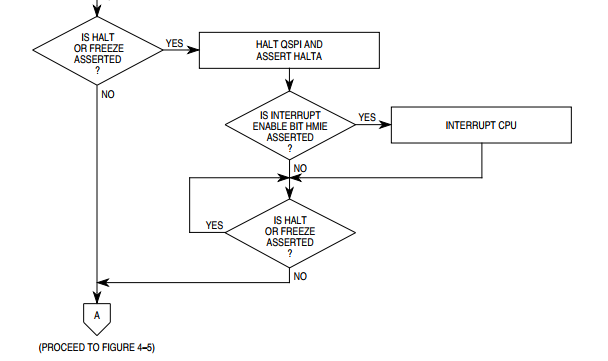 IS HALT
OR FREEZE
ASSERTED
?
YES
NO
HALT QSPI AND
ASSERT HALTA
IS INTERRUPT
ENABLE BIT HMIE
ASSERTED
?
YES
INTERRUPT CPU
NO
IS HALT
OR FREEZE
ASSERTED
?
YES
NO
A
(PROCEED TO FIGURE 4–5)